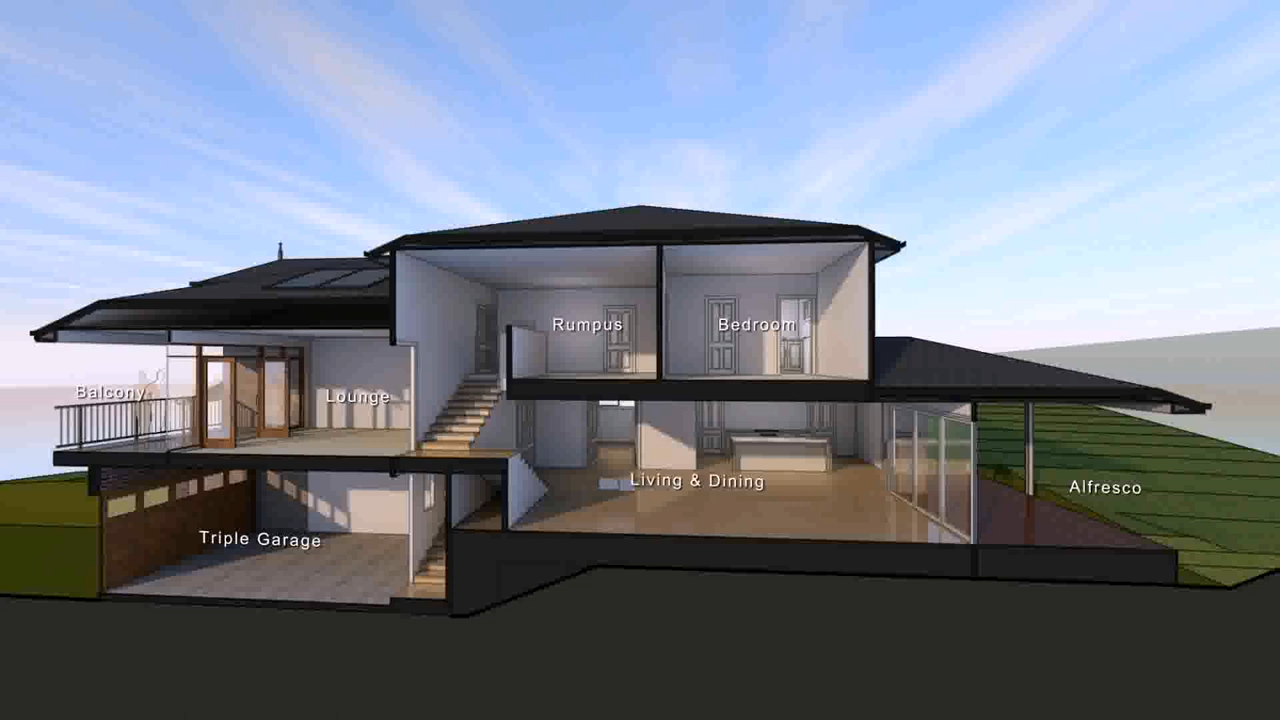 Rumpus
Bedroom
Balcony
Lounge
Living & Dining
Alfresco
Triple Garage